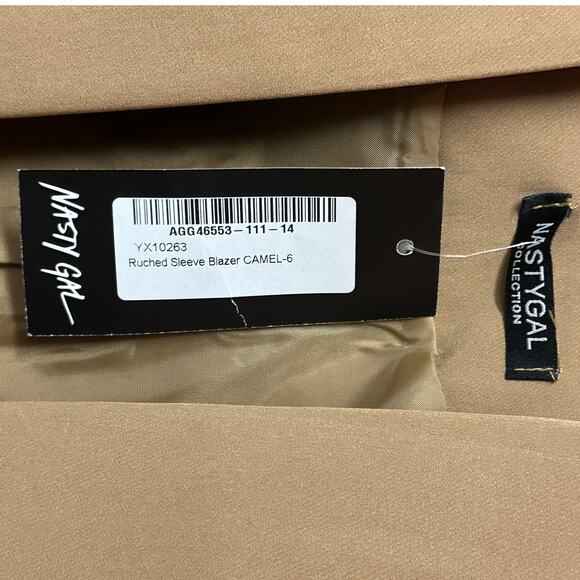 NASTY GAL
AGG46553-111-14
YX10263
Ruched Sleeve Blazer CAMEL-6
NASTYGAL
COLLECTION